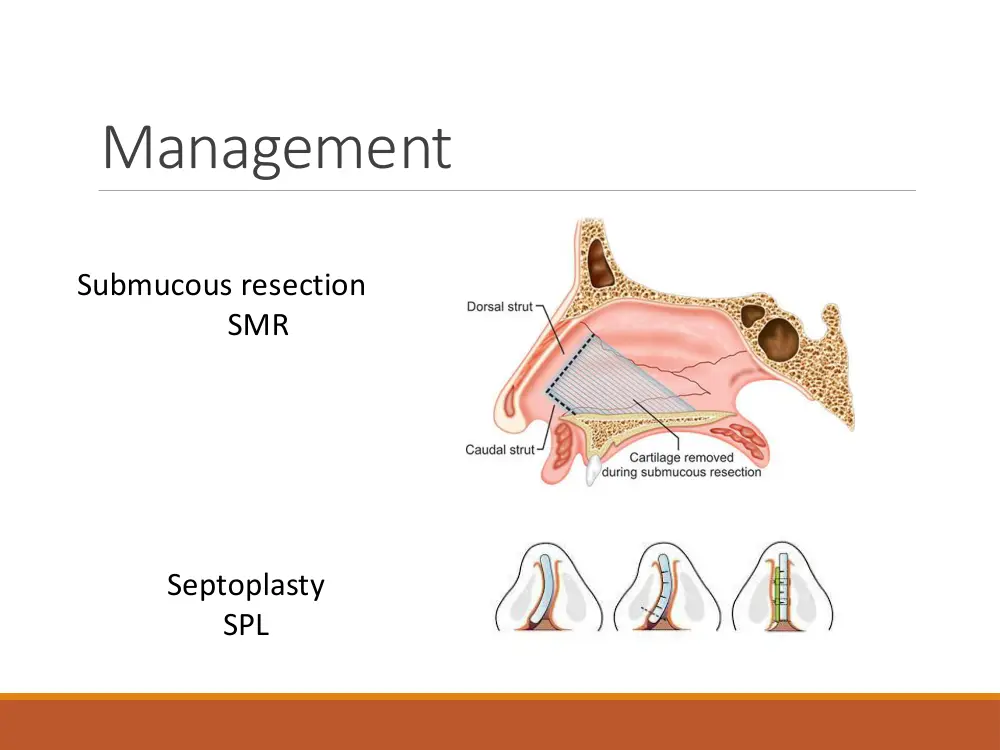 Management
Submucous resection
SMR
Dorsal strut
Caudal strut
Cartilage removed
during submucous resection
Septoplasty
SPL